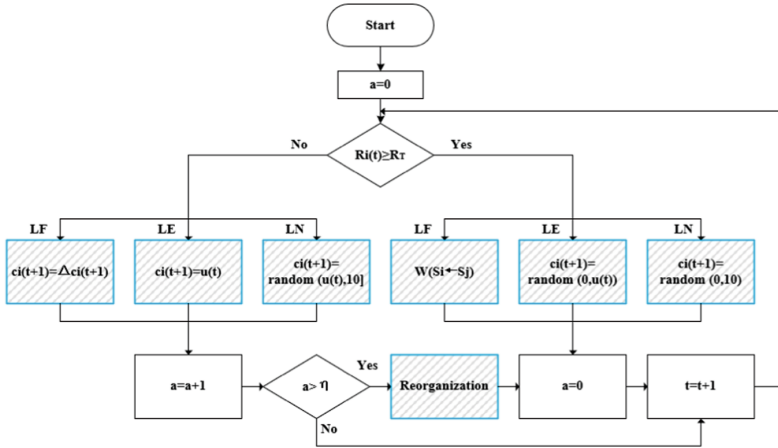 Start
a=0
Ri(t)≥RT
No
Yes
LF
LE
LN
LF
LE
LN
ci(t+1)=△ci(t+1)
ci(t+1)=u(t)
ci(t+1)=
random (u(t),10]
W(Si←Sj)
ci(t+1)=
random (0,u(t))
ci(t+1)=
random (0,10)
a=a+1
a> η
Yes
No
Reorganization
a=0
t=t+1